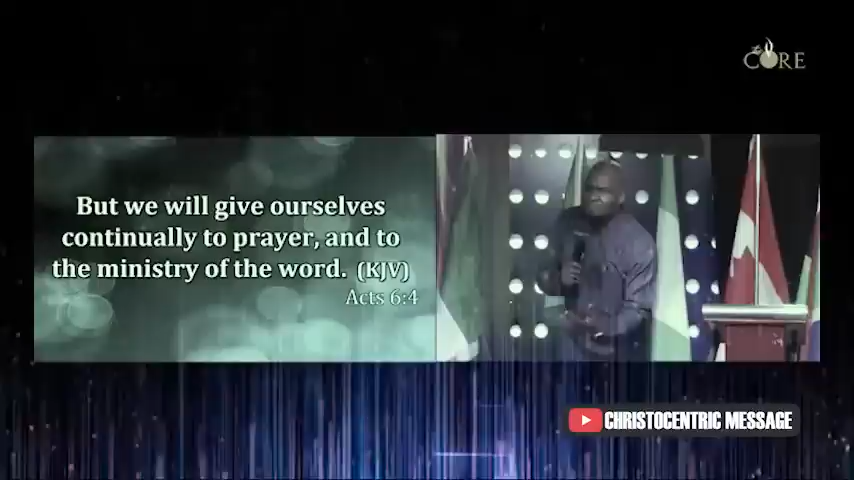 The CORE
But we will give ourselves
continually to prayer, and to
the ministry of the word. (KJV)
Acts 6:4
CHRISTOCENTRIC MESSAGE